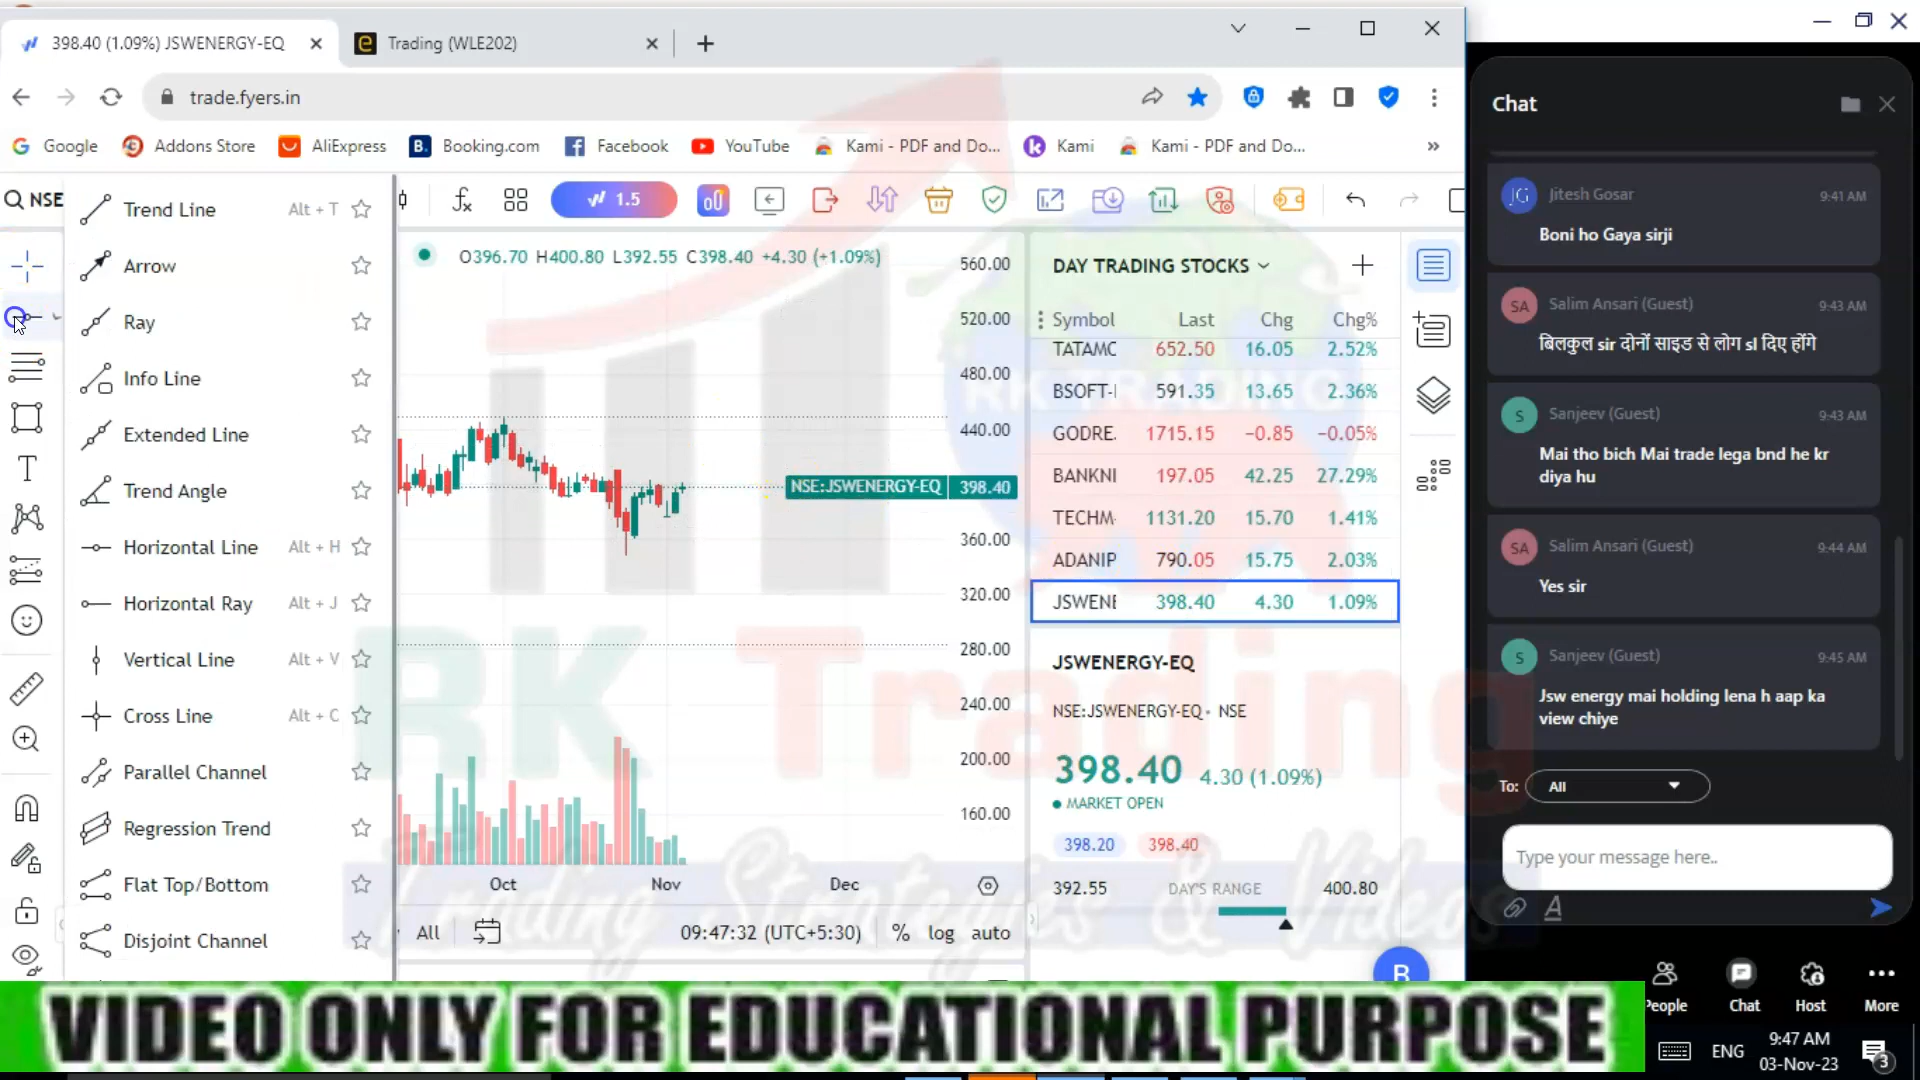 398.40 (1.09%) JSWENERGY-EQ
Trading (WLE202)
trade.fyers.in
Google
Addons Store
AliExpress
Booking.com
Facebook
YouTube
Kami - PDF and Do...
Kami
Kami - PDF and Do...
NSE
1.5
Trend Line Alt + T
Arrow
Ray
Info Line
Extended Line
Trend Angle
Horizontal Line Alt + H
Horizontal Ray Alt + J
Vertical Line Alt + V
Cross Line Alt + C
Parallel Channel
Regression Trend
Flat Top/Bottom
Disjoint Channel
O396.70 H400.80 L392.55 C398.40 +4.30 (+1.09%)
560.00
520.00
480.00
440.00
NSE:JSWENERGY-EQ 398.40
360.00
320.00
280.00
240.00
200.00
160.00
Oct Nov Dec
All 09:47:32 (UTC+5:30) % log auto
DAY TRADING STOCKS
Symbol Last Chg Chg%
TATAMC 652.50 16.05 2.52%
BSOFT-I 591.35 13.65 2.36%
GODRE. 1715.15 −0.85 −0.05%
BANKNI 197.05 42.25 27.29%
TECHM- 1131.20 15.70 1.41%
ADANIP 790.05 15.75 2.03%
JSWENE 398.40 4.30 1.09%
JSWENERGY-EQ
NSE:JSWENERGY-EQ • NSE
398.40 4.30 (1.09%)
MARKET OPEN
398.20 398.40
392.55 DAY'S RANGE 400.80
RK TRADING
RK Trading
Trading Strategies & Videos
Chat
JG Jitesh Gosar 9:41 AM
Boni ho Gaya sirji
SA Salim Ansari (Guest) 9:43 AM
बिलकुल sir दोनों साइड से लोग sl दिए होंगे
S Sanjeev (Guest) 9:43 AM
Mai tho bich Mai trade lega bnd he kr
diya hu
SA Salim Ansari (Guest) 9:44 AM
Yes sir
S Sanjeev (Guest) 9:45 AM
Jsw energy mai holding lena h aap ka
view chiye
To: All
Type your message here..
People Chat Host More
VIDEO ONLY FOR EDUCATIONAL PURPOSE
ENG
9:47 AM
03-Nov-23
3